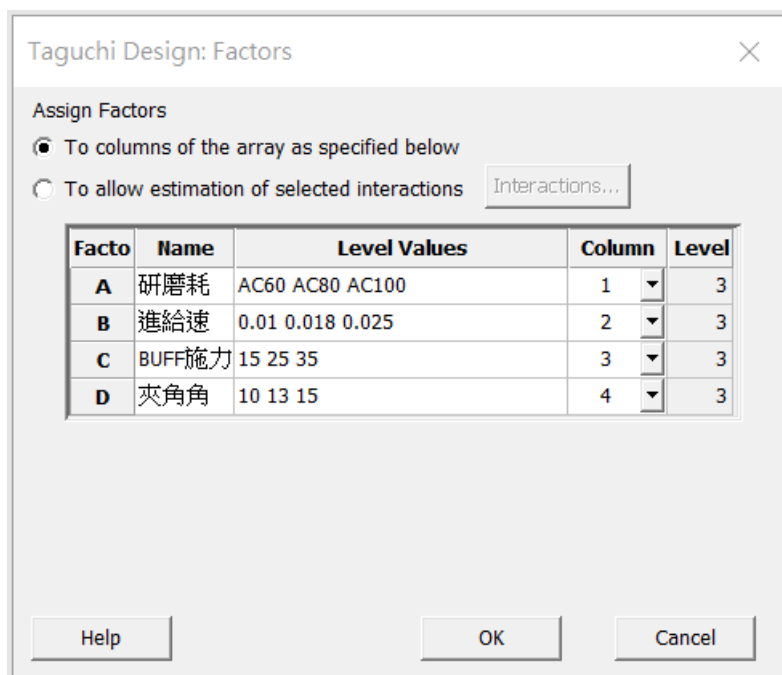 Taguchi Design: Factors
Assign Factors
To columns of the array as specified below
To allow estimation of selected interactions Interactions...
Facto Name Level Values Column Level
A 研磨耗 AC60 AC80 AC100 1 3
B 進給速 0.01 0.018 0.025 2 3
C BUFF施力 15 25 35 3 3
D 夾角角 10 13 15 4 3
Help OK Cancel